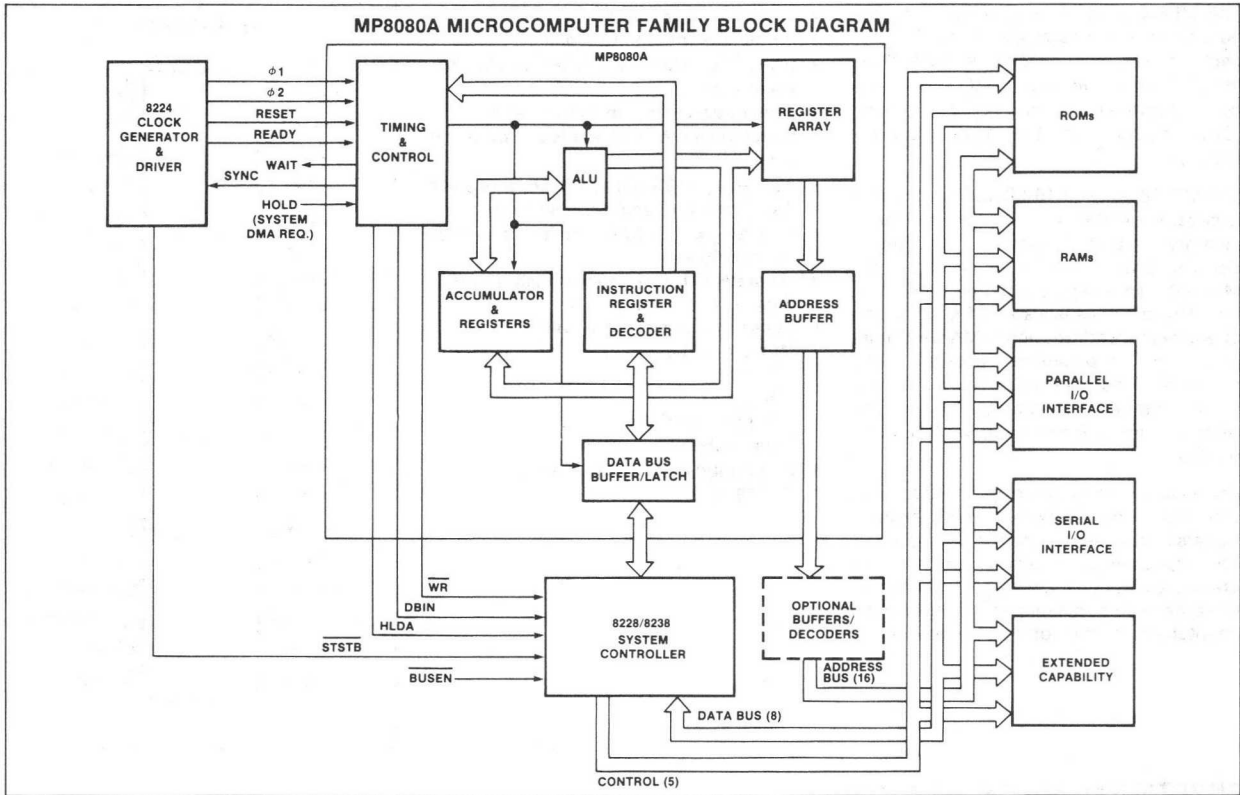 MP8080A MICROCOMPUTER FAMILY BLOCK DIAGRAM
MP8080A
8224
CLOCK
GENERATOR
&
DRIVER
ϕ1
ϕ2
RESET
READY
WAIT
SYNC
HOLD
(SYSTEM
DMA REQ.)
TIMING
&
CONTROL
ALU
REGISTER
ARRAY
ACCUMULATOR
&
REGISTERS
INSTRUCTION
REGISTER
&
DECODER
ADDRESS
BUFFER
DATA BUS
BUFFER/LATCH
W̅R̅
DBIN
HLDA
S̅T̅S̅T̅B̅
B̅U̅S̅E̅N̅
8228/8238
SYSTEM
CONTROLLER
OPTIONAL
BUFFERS/
DECODERS
ADDRESS
BUS (16)
DATA BUS (8)
CONTROL (5)
ROMs
RAMs
PARALLEL
I/O
INTERFACE
SERIAL
I/O
INTERFACE
EXTENDED
CAPABILITY